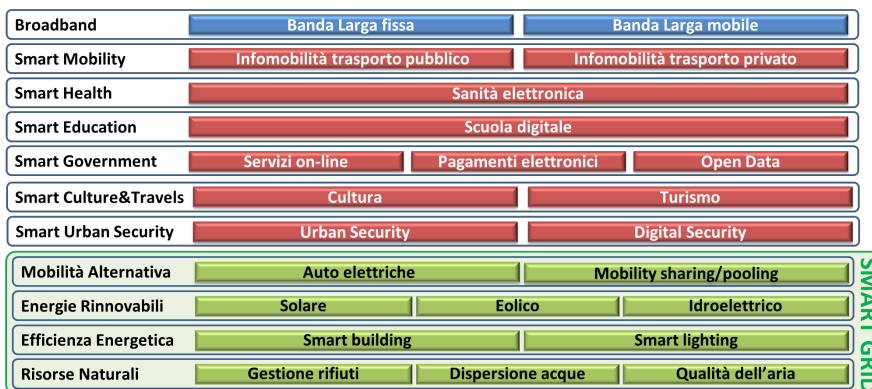 Broadband Banda Larga fissa Banda Larga mobile
Smart Mobility Infomobilità trasporto pubblico Infomobilità trasporto privato
Smart Health Sanità elettronica
Smart Education Scuola digitale
Smart Government Servizi on-line Pagamenti elettronici Open Data
Smart Culture&Travels Cultura Turismo
Smart Urban Security Urban Security Digital Security
Mobilità Alternativa Auto elettriche Mobility sharing/pooling
Energie Rinnovabili Solare Eolico Idroelettrico
Efficienza Energetica Smart building Smart lighting
Risorse Naturali Gestione rifiuti Dispersione acque Qualità dell'aria
SMART GRID